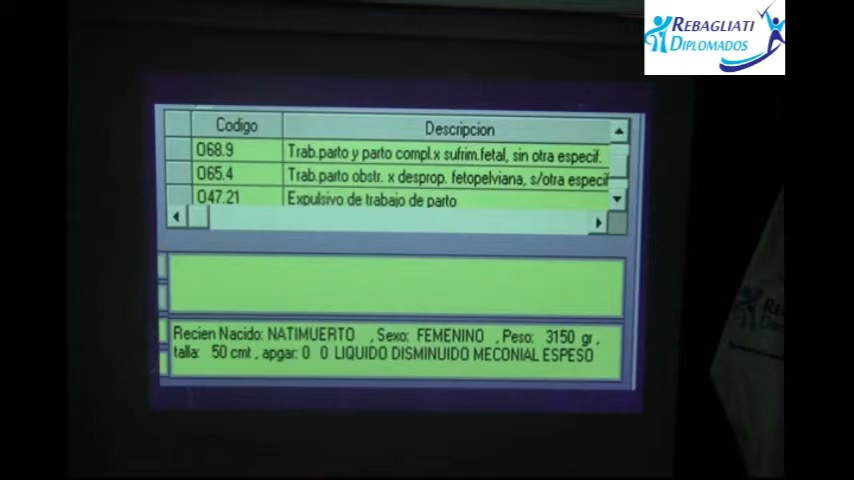 REBAGLIATI
DIPLOMADOS
Codigo Descripcion
O68.9 Trab.parto y parto compl.x sufrim.fetal, sin otra especif.
O65.4 Trab.parto obstr. x desprop. fetopelviana, s/otra especif
O47.21 Expulsivo de trabajo de parto
Recien Nacido: NATIMUERTO , Sexo: FEMENINO , Peso: 3150 gr ,
talla: 50 cmt , apgar: 0 0 LIQUIDO DISMINUIDO MECONIAL ESPESO